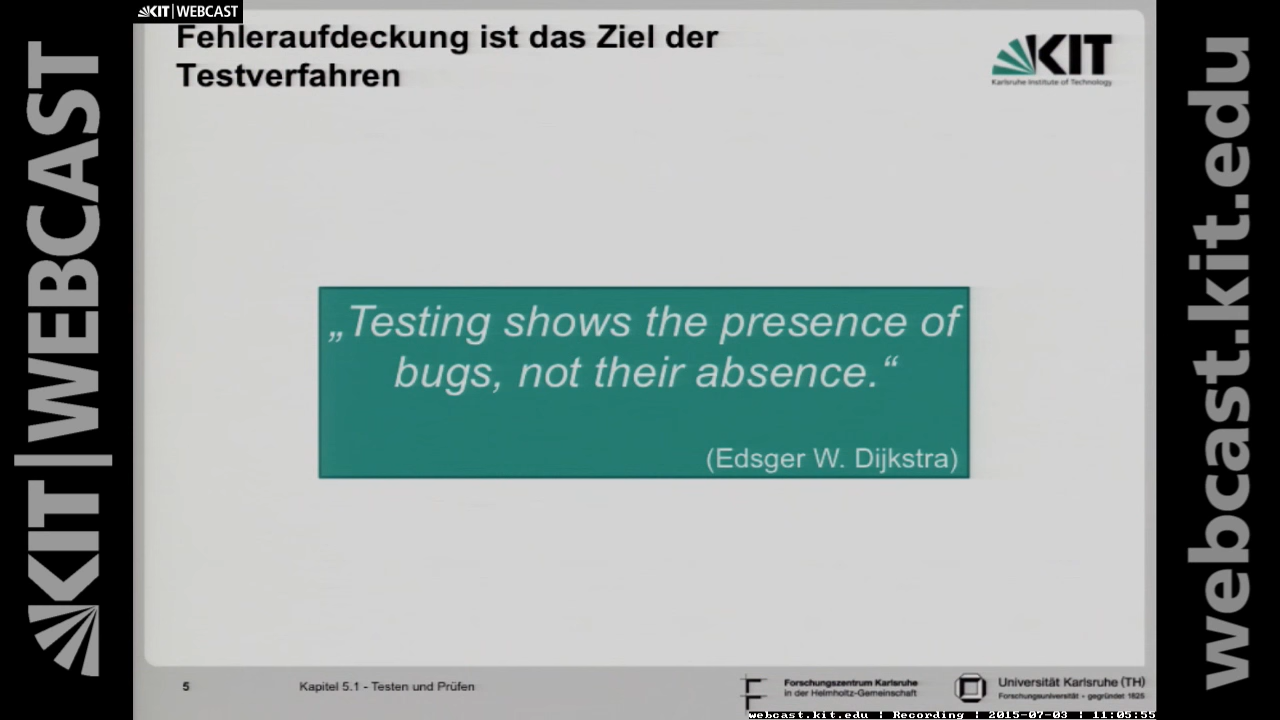 KIT|WEBCAST
KIT|WEBCAST
Fehleraufdeckung ist das Ziel der
Testverfahren
KIT
Karlsruhe Institute of Technology
„Testing shows the presence of
bugs, not their absence.“
(Edsger W. Dijkstra)
5
Kapitel 5.1 - Testen und Prüfen
Forschungszentrum Karlsruhe
in der Helmholtz-Gemeinschaft
Universität Karlsruhe (TH)
Forschungsuniversität • gegründet 1825
webcast.kit.edu | Recording | 2015-07-03 | 11:05:55
webcast.kit.edu